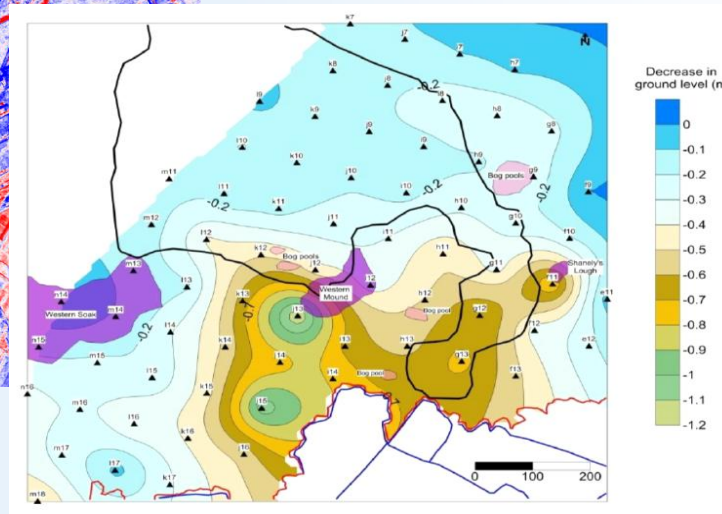 k7
j7
i7
h7
k8
j8
-0.2
i8
l9
k9
h8
g8
j9
i9
l10
k10
h9
g9
Bog pools
m11
j10
l11
-0.2
i10
-0.2
-0.2
k11
h10
m12
j11
g10
l12
i11
f10
k12
Bog pools
h11
m13
j12
g11
Shanely's
Lough
l13
i12
f11
Western
Mound
n14
k13
h12
e11
Western Soak
m14
j13
Bog pool
g12
n15
-0.2
l14
f12
k14
i13
h13
e12
m15
j14
g13
l15
i14
Bog pool
f13
n16
k15
m16
j15
l16
k16
m17
j16
l17
k17
m18
N
0
100
200
Decrease in
ground level (m
0
-0.1
-0.2
-0.3
-0.4
-0.5
-0.6
-0.7
-0.8
-0.9
-1
-1.1
-1.2